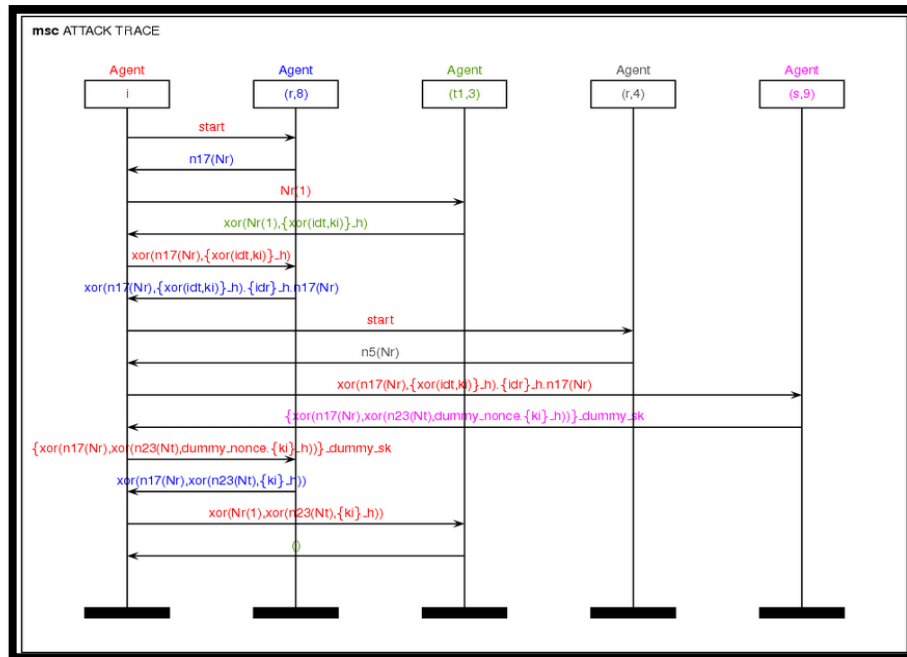 msc ATTACK TRACE
Agent Agent Agent Agent Agent
i (r,8) (t1,3) (r,4) (s,9)
start
n17(Nr)
Nr(1)
xor(Nr(1),{xor(idt,ki)}_h)
xor(n17(Nr),{xor(idt,ki)}_h)
xor(n17(Nr),{xor(idt,ki)}_h).{idr}_h.n17(Nr)
start
n5(Nr)
xor(n17(Nr),{xor(idt,ki)}_h).{idr}_h.n17(Nr)
{xor(n17(Nr),xor(n23(Nt),dummy_nonce.{ki}_h))}_dummy_sk
{xor(n17(Nr),xor(n23(Nt),dummy_nonce.{ki}_h))}_dummy_sk
xor(n17(Nr),xor(n23(Nt),{ki}_h))
xor(Nr(1),xor(n23(Nt),{ki}_h))
()